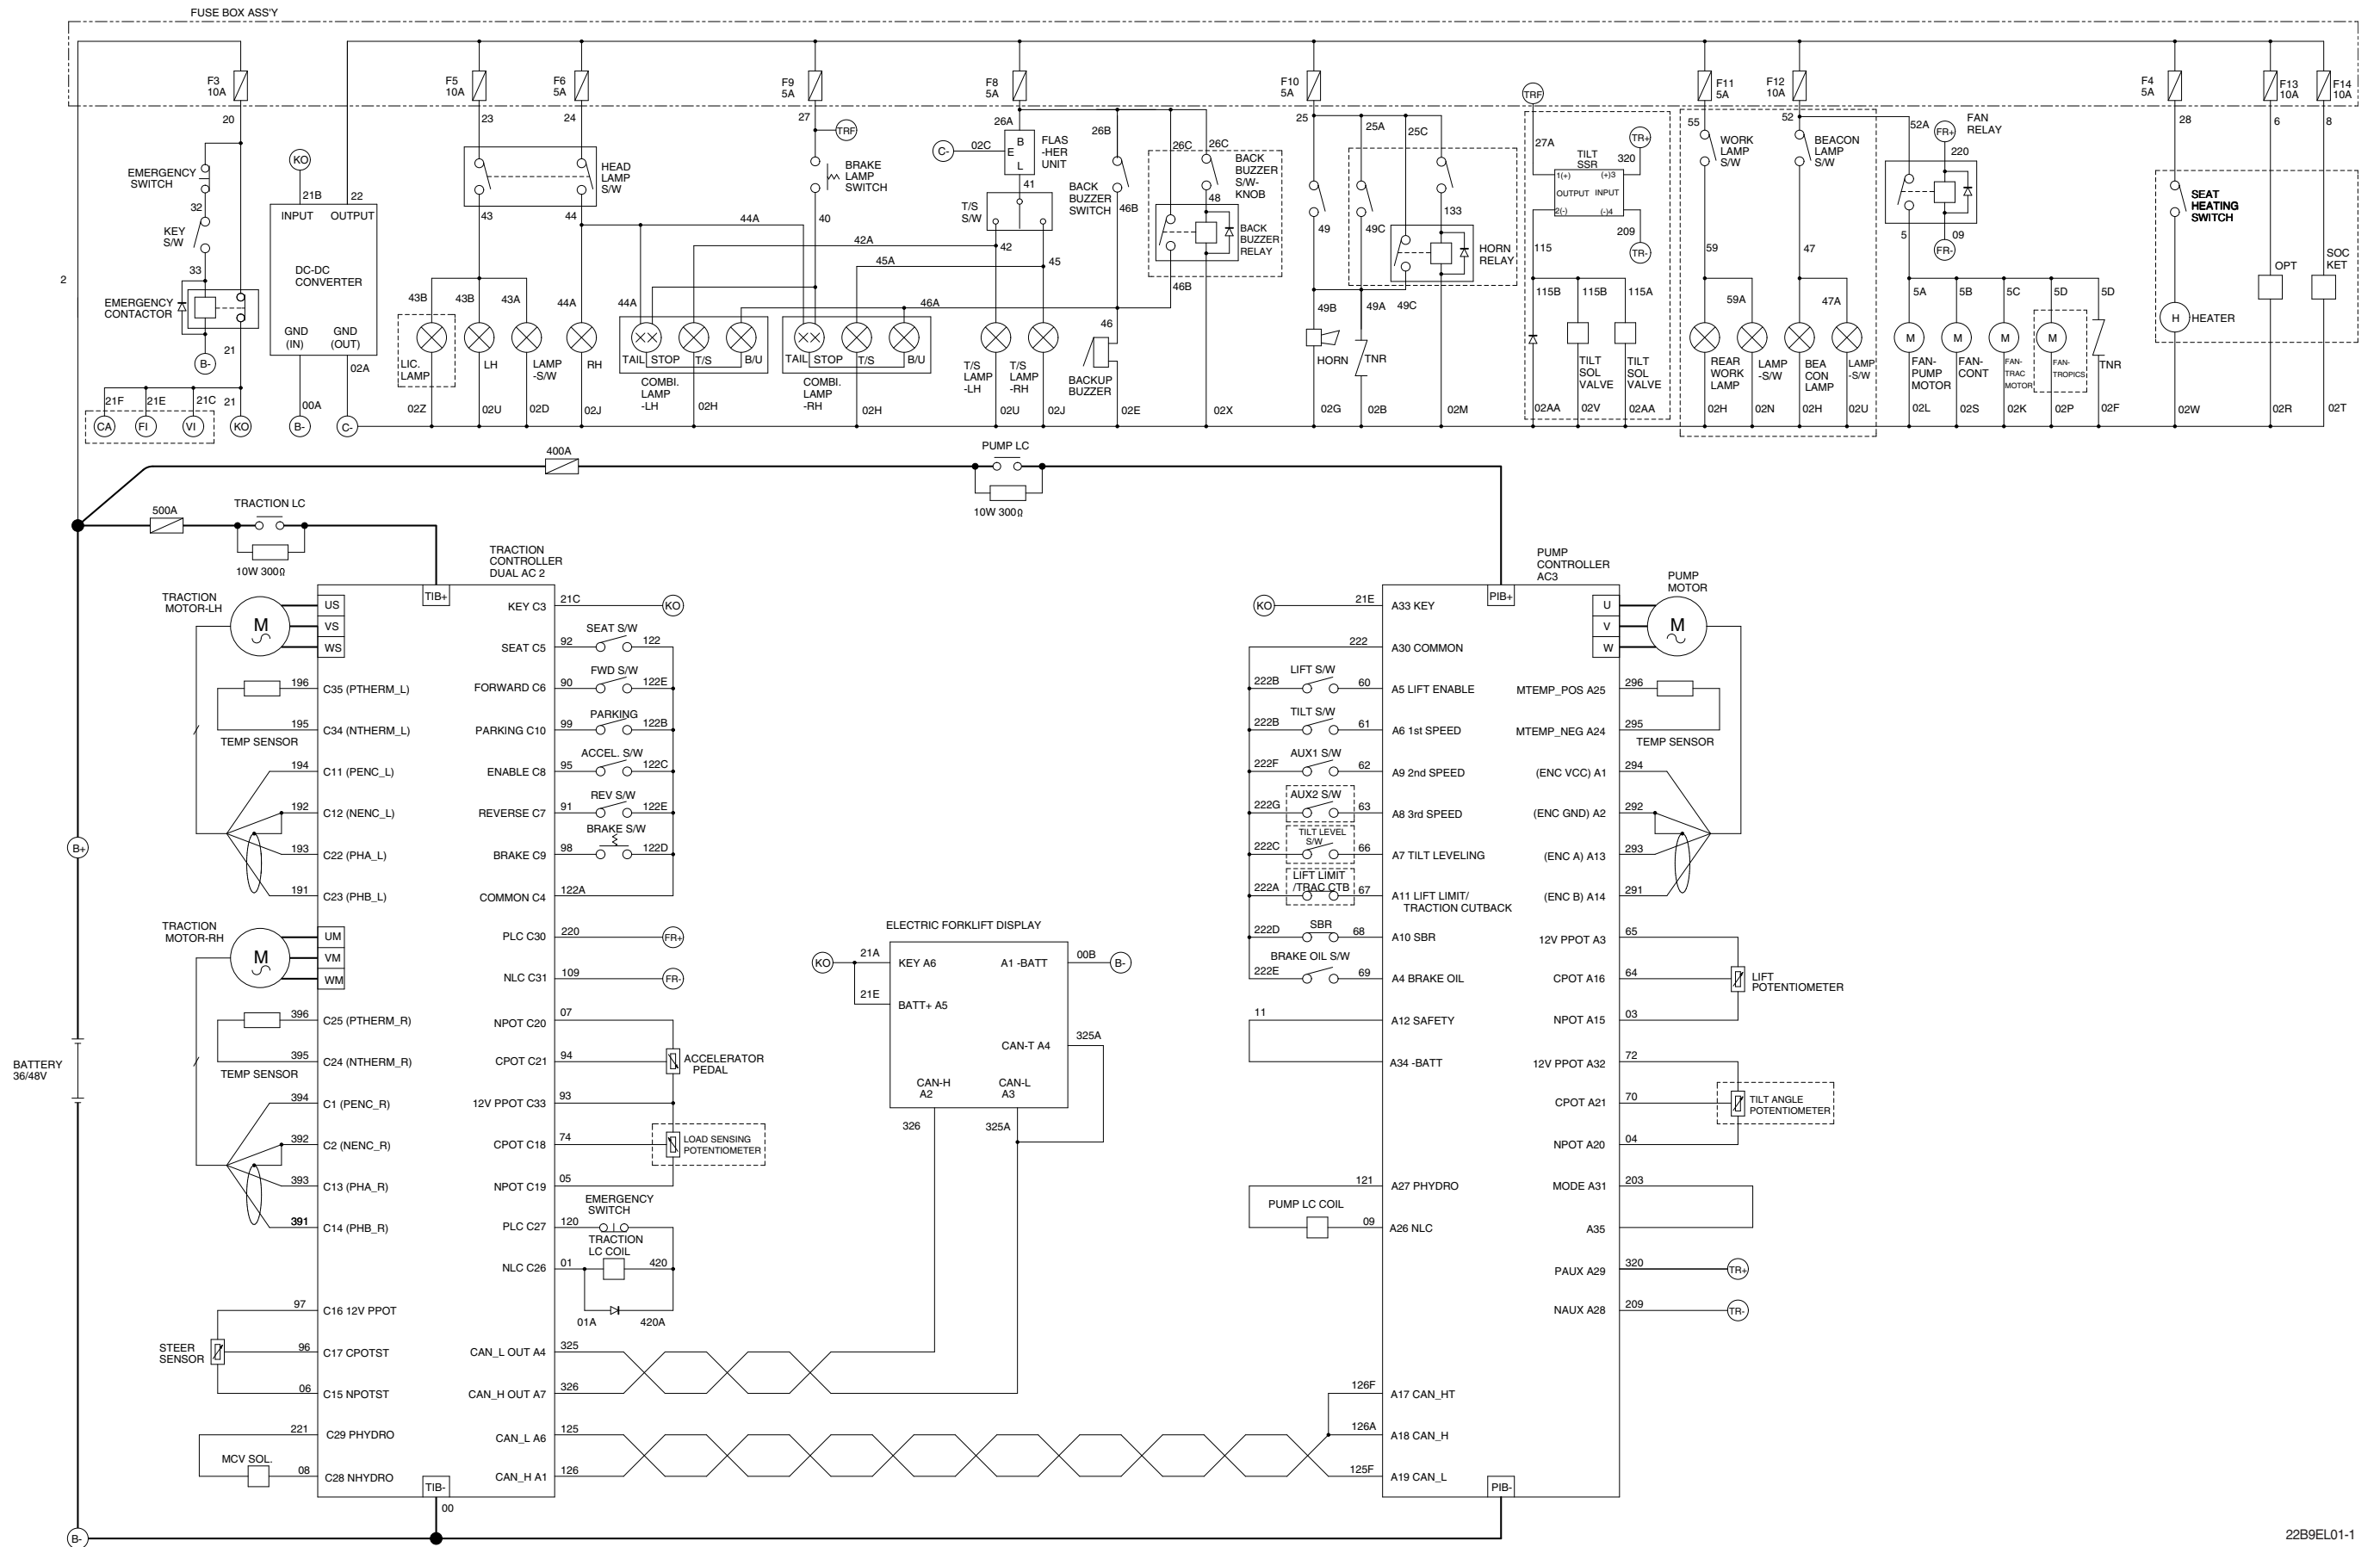 FUSE BOX ASS'Y
F3
10A
F5
10A
F6
5A
F9
5A
F8
5A
F10
5A
TRF
F11
5A
F12
10A
F4
5A
F13
10A
F14
10A
20
23
24
27
TRF
26A
26B
26C
26C
25
25A
25C
27A
55
52
52A
28
6
8
EMERGENCY
SWITCH
32
KEY
S/W
33
EMERGENCY
CONTACTOR
B-
21
21F
21E
21C
21
CA
FI
VI
KO
KO
21B
22
INPUT
OUTPUT
DC-DC
CONVERTER
GND
(IN)
GND
(OUT)
02A
00A
B-
C-
HEAD
LAMP
S/W
43
44
44A
43B
43B
43A
44A
LIC.
LAMP
LH
LAMP
-S/W
RH
02Z
02U
02D
02J
BRAKE
LAMP
SWITCH
40
42A
45A
44A
46A
TAIL
STOP
T/S
B/U
COMBI.
LAMP
-LH
02H
TAIL
STOP
T/S
B/U
COMBI.
LAMP
-RH
02H
C-
02C
B
E
L
FLAS
-HER
UNIT
41
T/S
S/W
42
45
T/S
LAMP
-LH
T/S
LAMP
-RH
02U
02J
BACK
BUZZER
SWITCH
46B
46
BACKUP
BUZZER
02E
BACK
BUZZER
S/W-
KNOB
48
BACK
BUZZER
RELAY
46B
02X
49
49C
133
HORN
RELAY
49B
49A
49C
HORN
TNR
02G
02B
02M
TILT
SSR
TR+
320
1(+)
(+)3
OUTPUT
INPUT
2(-)
(-)4
209
TR-
115
115B
115B
115A
TILT
SOL
VALVE
TILT
SOL
VALVE
02AA
02V
02AA
WORK
LAMP
S/W
BEACON
LAMP
S/W
59
47
59A
47A
REAR
WORK
LAMP
LAMP
-S/W
BEA
CON
LAMP
LAMP
-S/W
02H
02N
02H
02U
FAN
RELAY
FR+
220
5
09
FR-
5A
5B
5C
5D
5D
M
M
M
M
FAN-
PUMP
MOTOR
FAN-
CONT
FAN-
TRAC
MOTOR
FAN-
TROPICS
TNR
02L
02S
02K
02P
02F
SEAT
HEATING
SWITCH
H
HEATER
02W
OPT
02R
SOC
KET
02T
2
400A
PUMP LC
10W 300Ω
500A
TRACTION LC
10W 300Ω
B+
BATTERY
36/48V
B-
TRACTION
CONTROLLER
DUAL AC 2
TIB+
TRACTION
MOTOR-LH
M
US
VS
WS
196
C35 (PTHERM_L)
195
C34 (NTHERM_L)
TEMP SENSOR
194
C11 (PENC_L)
192
C12 (NENC_L)
193
C22 (PHA_L)
191
C23 (PHB_L)
TRACTION
MOTOR-RH
M
UM
VM
WM
396
C25 (PTHERM_R)
395
C24 (NTHERM_R)
TEMP SENSOR
394
C1 (PENC_R)
392
C2 (NENC_R)
393
C13 (PHA_R)
391
C14 (PHB_R)
97
C16 12V PPOT
STEER
SENSOR
96
C17 CPOTST
06
C15 NPOTST
221
C29 PHYDRO
MCV SOL.
08
C28 NHYDRO
TIB-
00
KEY C3
21C
KO
SEAT S/W
SEAT C5
92
122
FWD S/W
FORWARD C6
90
122E
PARKING
PARKING C10
99
122B
ACCEL. S/W
ENABLE C8
95
122C
REV S/W
REVERSE C7
91
122E
BRAKE S/W
BRAKE C9
98
122D
COMMON C4
122A
PLC C30
220
FR+
NLC C31
109
FR-
NPOT C20
07
CPOT C21
94
ACCELERATOR
PEDAL
12V PPOT C33
93
CPOT C18
74
LOAD SENSING
POTENTIOMETER
NPOT C19
05
EMERGENCY
SWITCH
PLC C27
120
TRACTION
LC COIL
NLC C26
01
420
01A
420A
CAN_L OUT A4
325
CAN_H OUT A7
326
CAN_L A6
125
CAN_H A1
126
ELECTRIC FORKLIFT DISPLAY
KO
21A
KEY A6
A1 -BATT
00B
B-
21E
BATT+ A5
CAN-T A4
325A
CAN-H
A2
CAN-L
A3
326
325A
PUMP
CONTROLLER
AC3
PIB+
KO
21E
A33 KEY
222
A30 COMMON
LIFT S/W
222B
60
A5 LIFT ENABLE
TILT S/W
222B
61
A6 1st SPEED
AUX1 S/W
222F
62
A9 2nd SPEED
AUX2 S/W
222G
63
A8 3rd SPEED
TILT LEVEL
S/W
222C
66
A7 TILT LEVELING
LIFT LIMIT
/TRAC CTB
222A
67
A11 LIFT LIMIT/
TRACTION CUTBACK
SBR
222D
68
A10 SBR
BRAKE OIL S/W
222E
69
A4 BRAKE OIL
11
A12 SAFETY
A34 -BATT
121
A27 PHYDRO
PUMP LC COIL
09
A26 NLC
126F
A17 CAN_HT
126A
A18 CAN_H
125F
A19 CAN_L
PIB-
PUMP
MOTOR
M
U
V
W
MTEMP_POS A25
296
MTEMP_NEG A24
295
TEMP SENSOR
(ENC VCC) A1
294
(ENC GND) A2
292
(ENC A) A13
293
(ENC B) A14
291
12V PPOT A3
65
CPOT A16
64
LIFT
POTENTIOMETER
NPOT A15
03
12V PPOT A32
72
CPOT A21
70
TILT ANGLE
POTENTIOMETER
NPOT A20
04
MODE A31
203
A35
PAUX A29
320
TR+
NAUX A28
209
TR-
22B9EL01-1